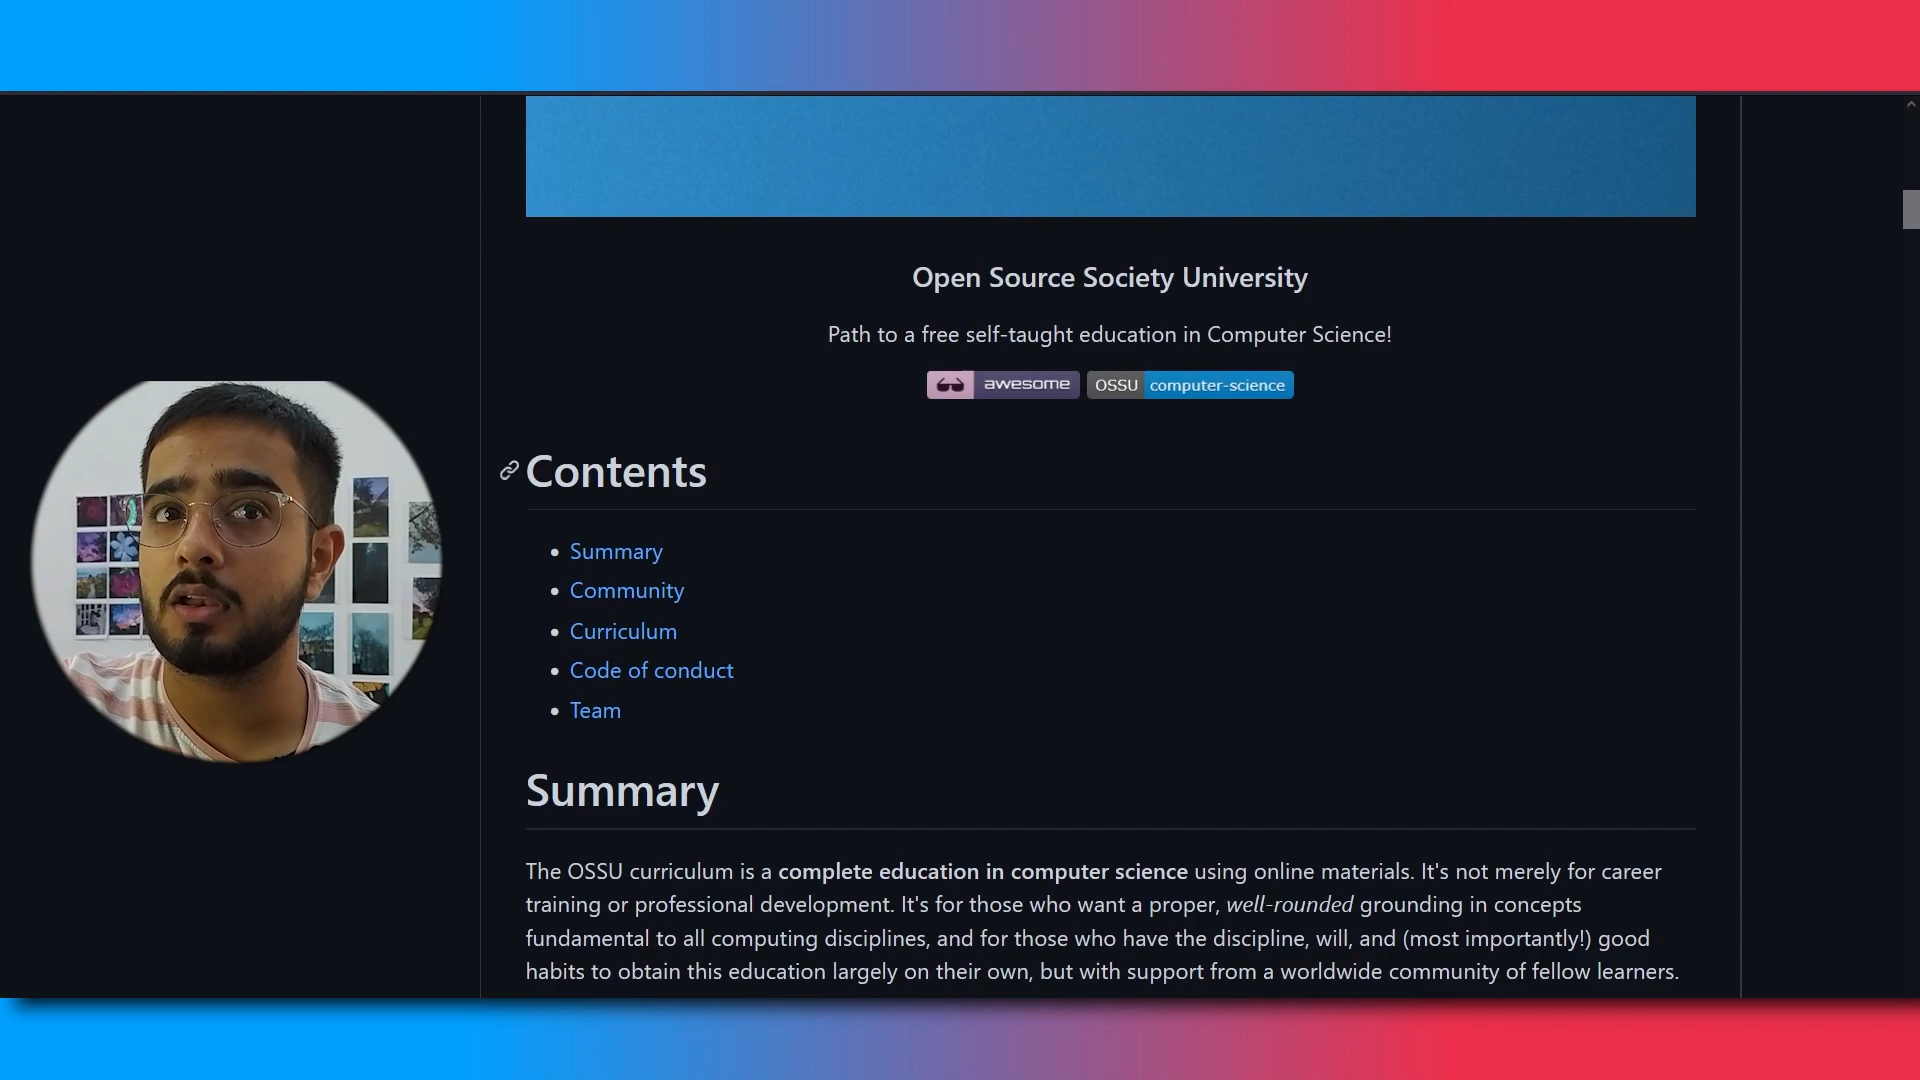 Open Source Society University
Path to a free self-taught education in Computer Science!
awesome OSSU computer-science
Contents
Summary
Community
Curriculum
Code of conduct
Team
Summary
The OSSU curriculum is a complete education in computer science using online materials. It's not merely for career
training or professional development. It's for those who want a proper, well-rounded grounding in concepts
fundamental to all computing disciplines, and for those who have the discipline, will, and (most importantly!) good
habits to obtain this education largely on their own, but with support from a worldwide community of fellow learners.